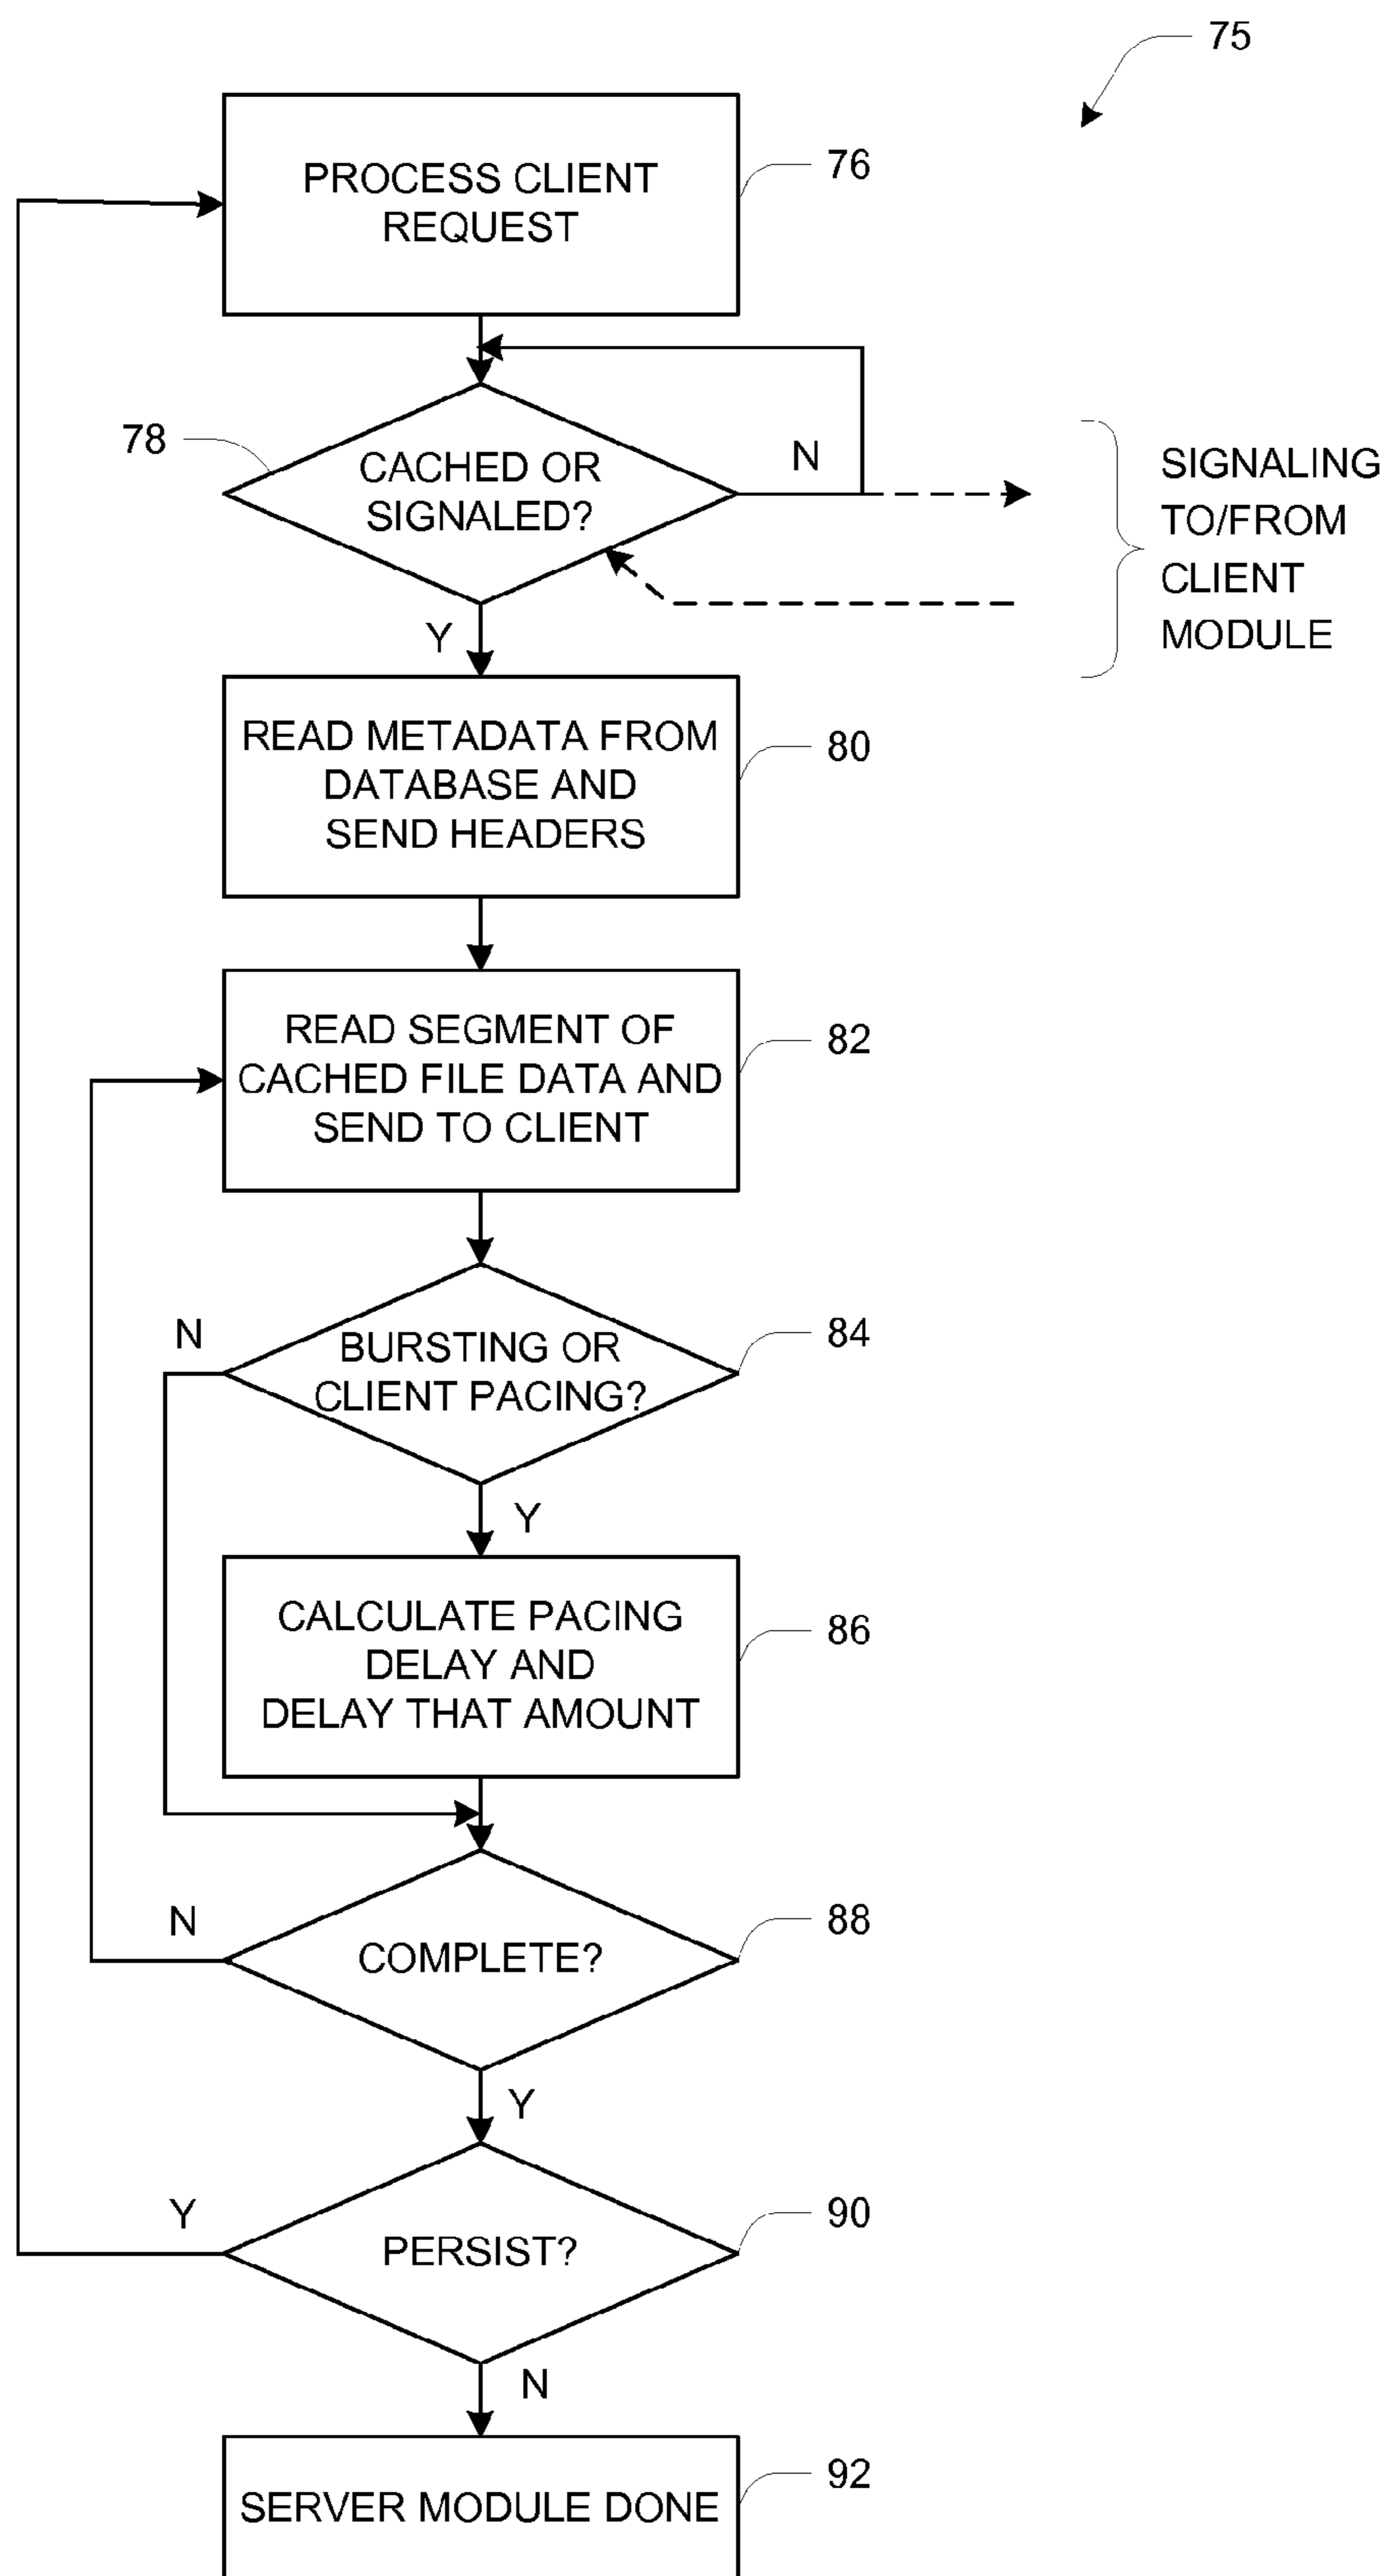 75
PROCESS CLIENT
REQUEST
76
78
CACHED OR
SIGNALED?
N
SIGNALING
TO/FROM
CLIENT
MODULE
Y
READ METADATA FROM
DATABASE AND
SEND HEADERS
80
READ SEGMENT OF
CACHED FILE DATA AND
SEND TO CLIENT
82
N
BURSTING OR
CLIENT PACING?
84
Y
CALCULATE PACING
DELAY AND
DELAY THAT AMOUNT
86
N
COMPLETE?
88
Y
Y
PERSIST?
90
N
SERVER MODULE DONE
92